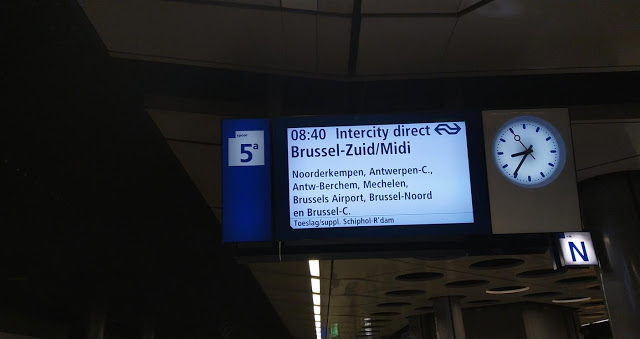 spoor
5a
08:40 Intercity direct
Brussel-Zuid/Midi
Noorderkempen, Antwerpen-C.,
Antw-Berchem, Mechelen,
Brussels Airport, Brussel-Noord
en Brussel-C.
Toeslag/suppl. Schiphol-R'dam
N